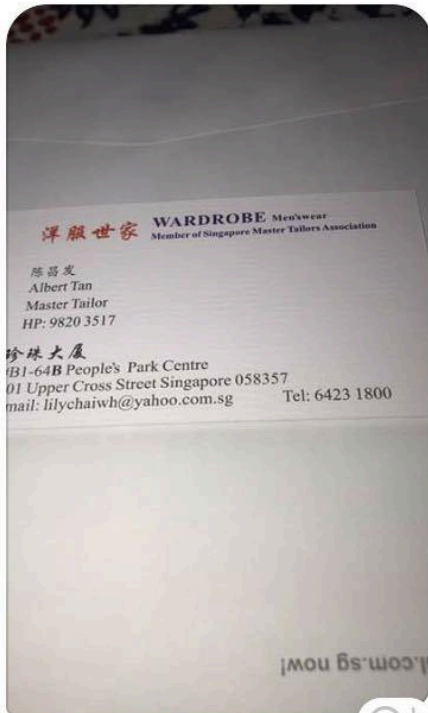 洋服世家 WARDROBE Men'swear
Member of Singapore Master Tailors Association
陈昌发
Albert Tan
Master Tailor
HP: 9820 3517
珍珠大厦
B1-64B People's Park Centre
01 Upper Cross Street Singapore 058357
mail: lilychaiwh@yahoo.com.sg Tel: 6423 1800
l.com.sg now!